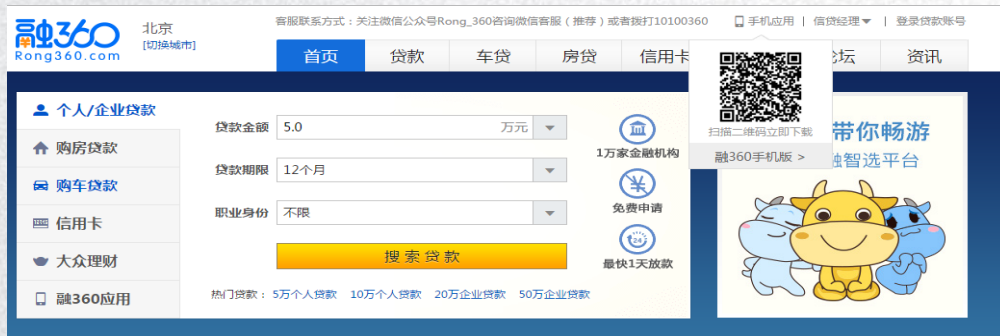 融360
Rong360.com
北京
[切换城市]
客服联系方式：关注微信公众号Rong_360咨询微信客服（推荐）或者拨打10100360
手机应用 | 信贷经理 | 登录贷款账号
首页 贷款 车贷 房贷 信用卡 论坛 资讯
个人/企业贷款
购房贷款
购车贷款
信用卡
大众理财
融360应用
贷款金额 5.0 万元
贷款期限 12个月
职业身份 不限
搜索贷款
热门贷款： 5万个人贷款 10万个人贷款 20万企业贷款 50万企业贷款
1万家金融机构
免费申请
24
最快1天放款
扫描二维码立即下载
融360手机版 >
带你畅游
融智选平台